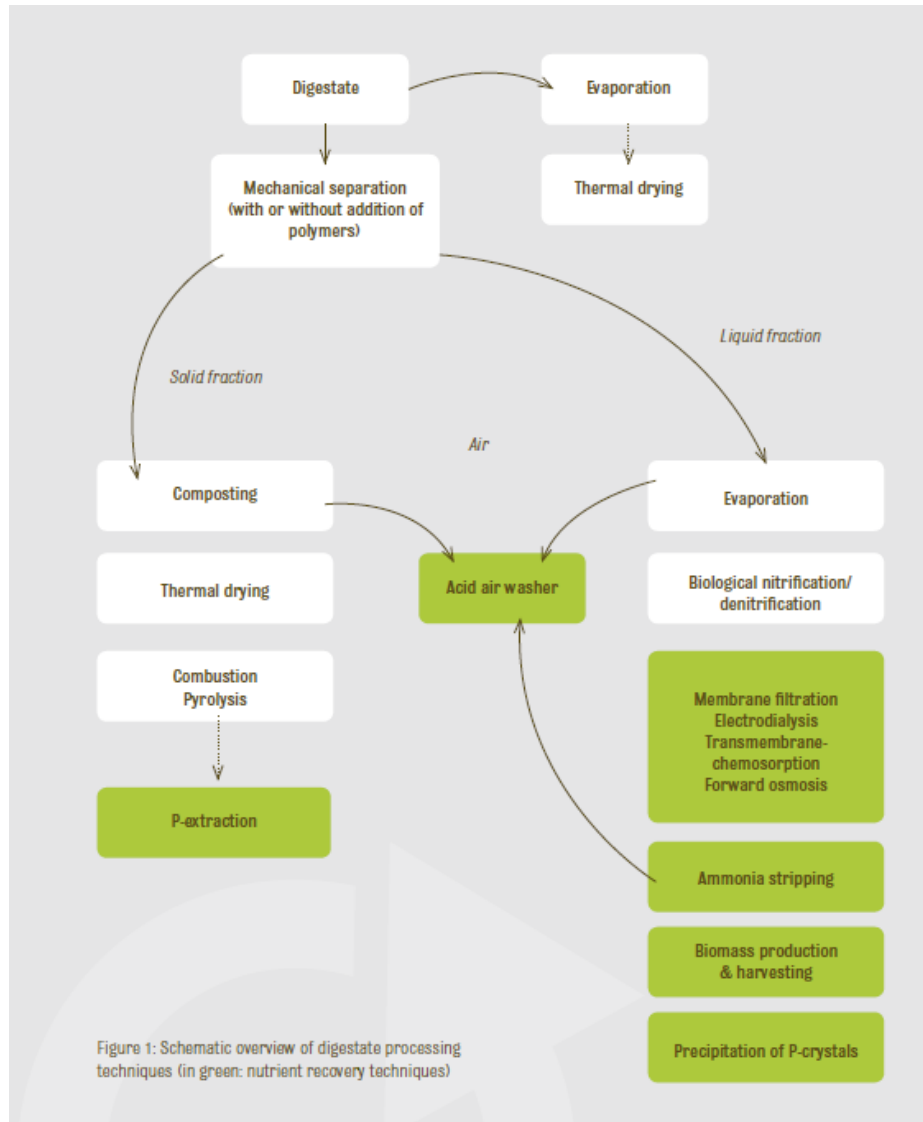 Digestate
Evaporation
Mechanical separation
(with or without addition of
polymers)
Thermal drying
Liquid fraction
Solid fraction
Air
Composting
Evaporation
Thermal drying
Acid air washer
Biological nitrification/
denitrification
Combustion
Pyrolysis
Membrane filtration
Electrodialysis
Transmembrane-
chemosorption
Forward osmosis
P-extraction
Ammonia stripping
Biomass production
& harvesting
Precipitation of P-crystals
Figure 1: Schematic overview of digestate processing
techniques (in green: nutrient recovery techniques)